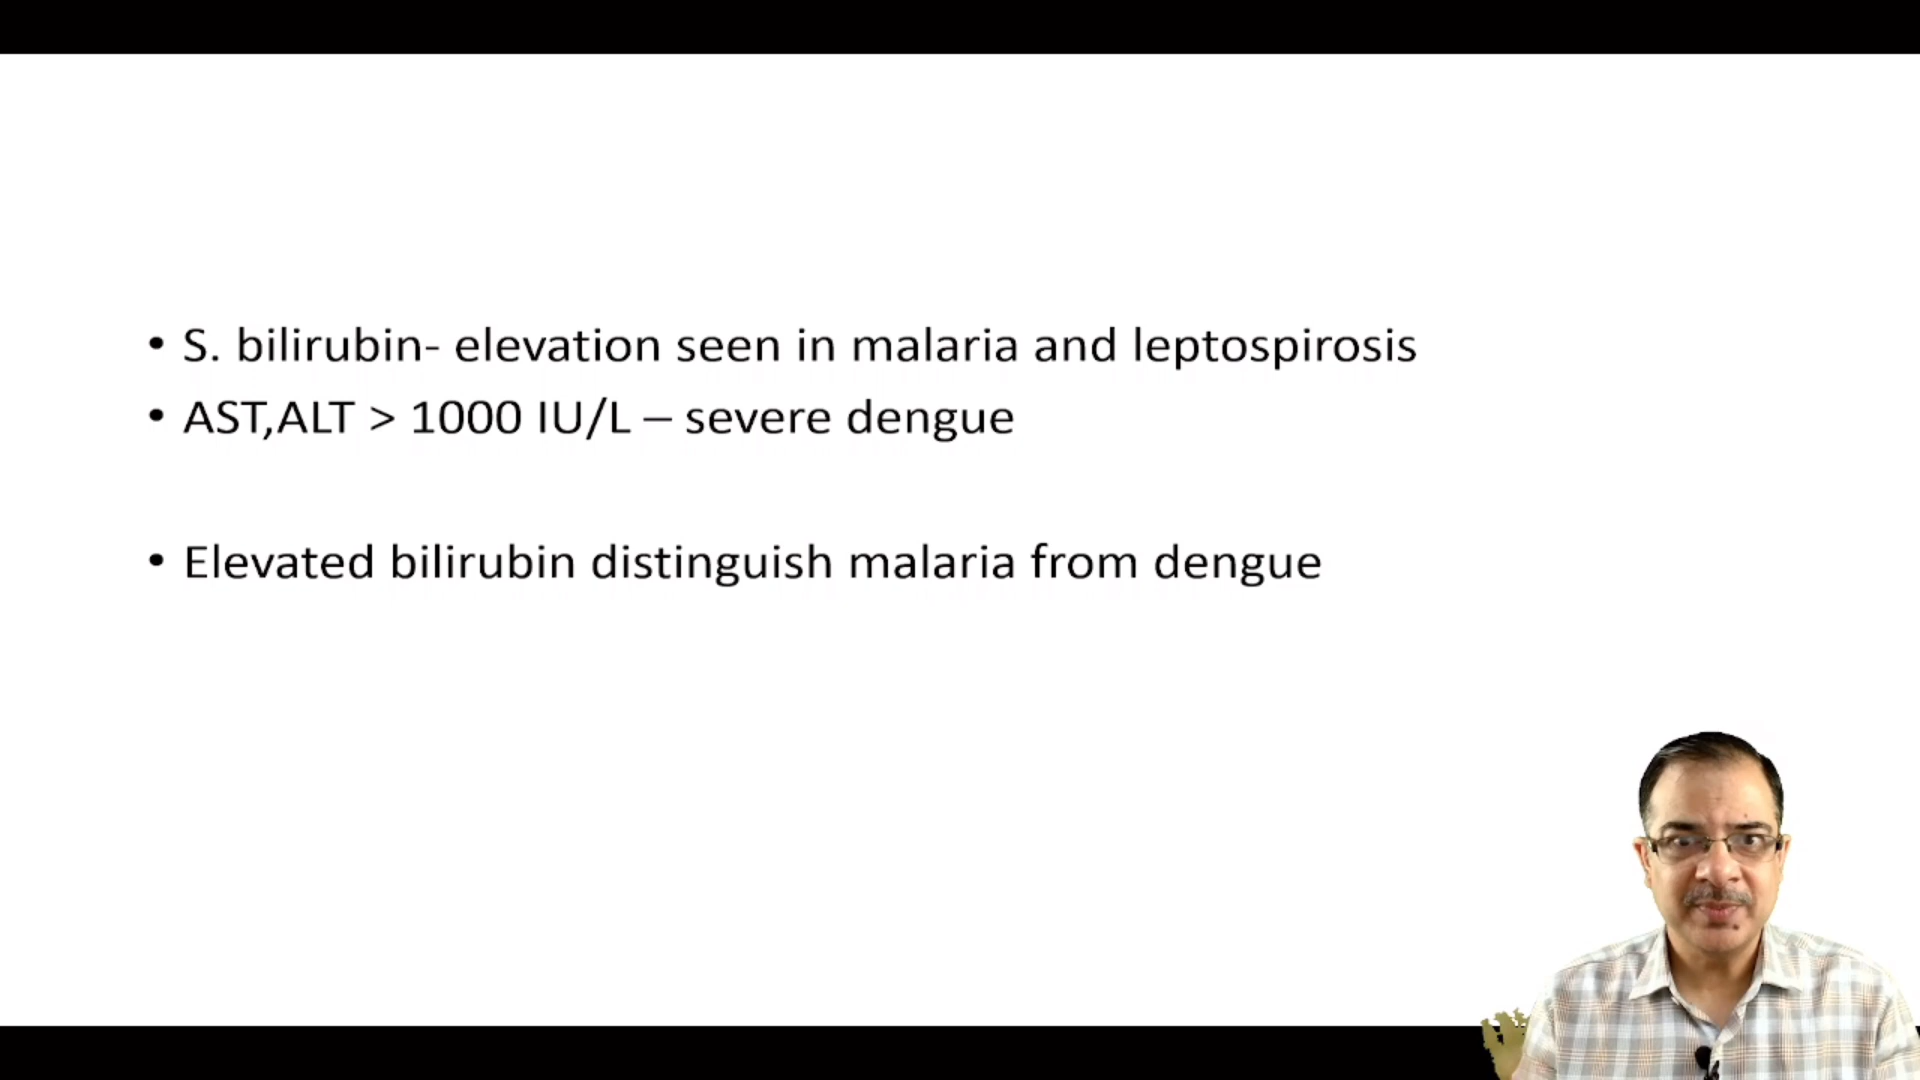 • S. bilirubin- elevation seen in malaria and leptospirosis
• AST,ALT > 1000 IU/L – severe dengue
• Elevated bilirubin distinguish malaria from dengue